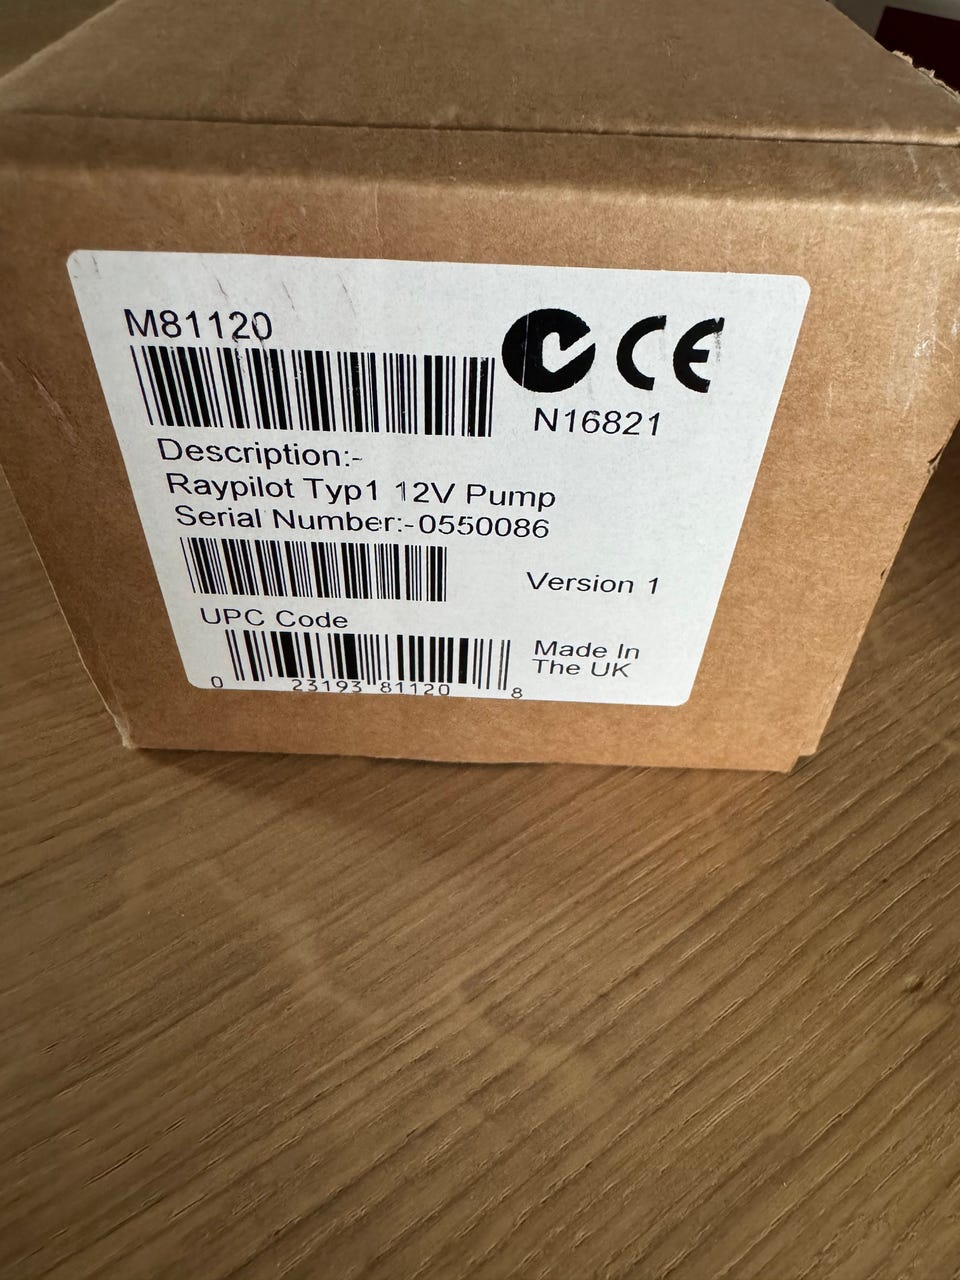 M81120
CE
N16821
Description:-
Raypilot Typ1 12V Pump
Serial Number:-0550086
Version 1
UPC Code
Made In
The UK
0 23193 81120 8